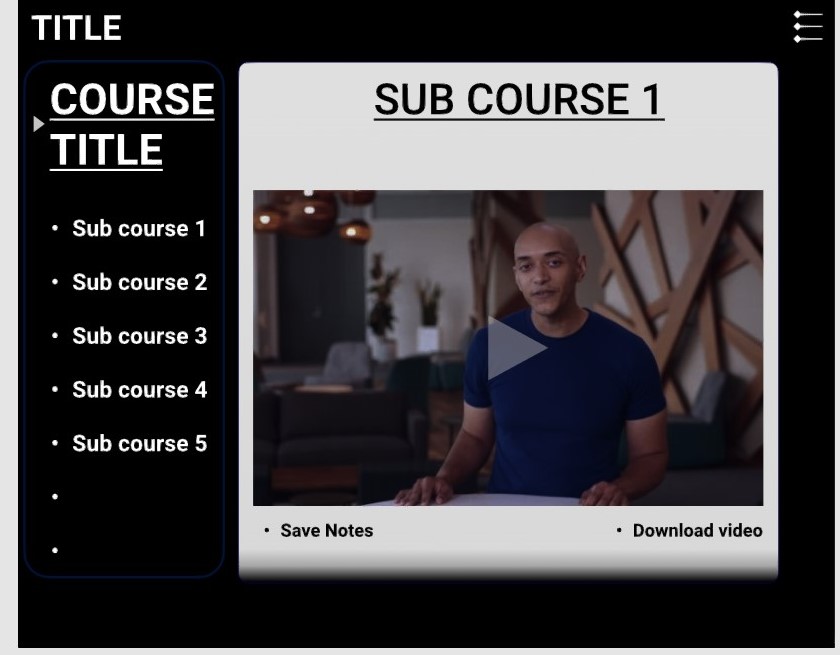 TITLE
COURSE
TITLE
• Sub course 1
• Sub course 2
• Sub course 3
• Sub course 4
• Sub course 5
•
•
SUB COURSE 1
• Save Notes
• Download video